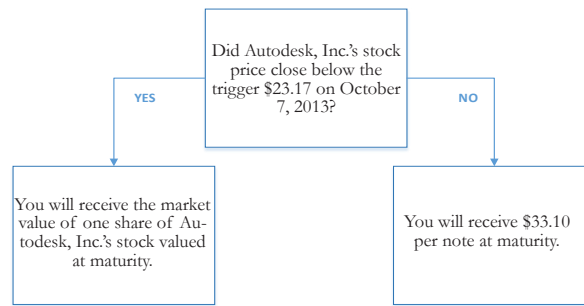 Did Autodesk, Inc.'s stock
price close below the
trigger $23.17 on October
7, 2013?
YES
NO
You will receive the market
value of one share of Au-
todesk, Inc.'s stock valued
at maturity.
You will receive $33.10
per note at maturity.